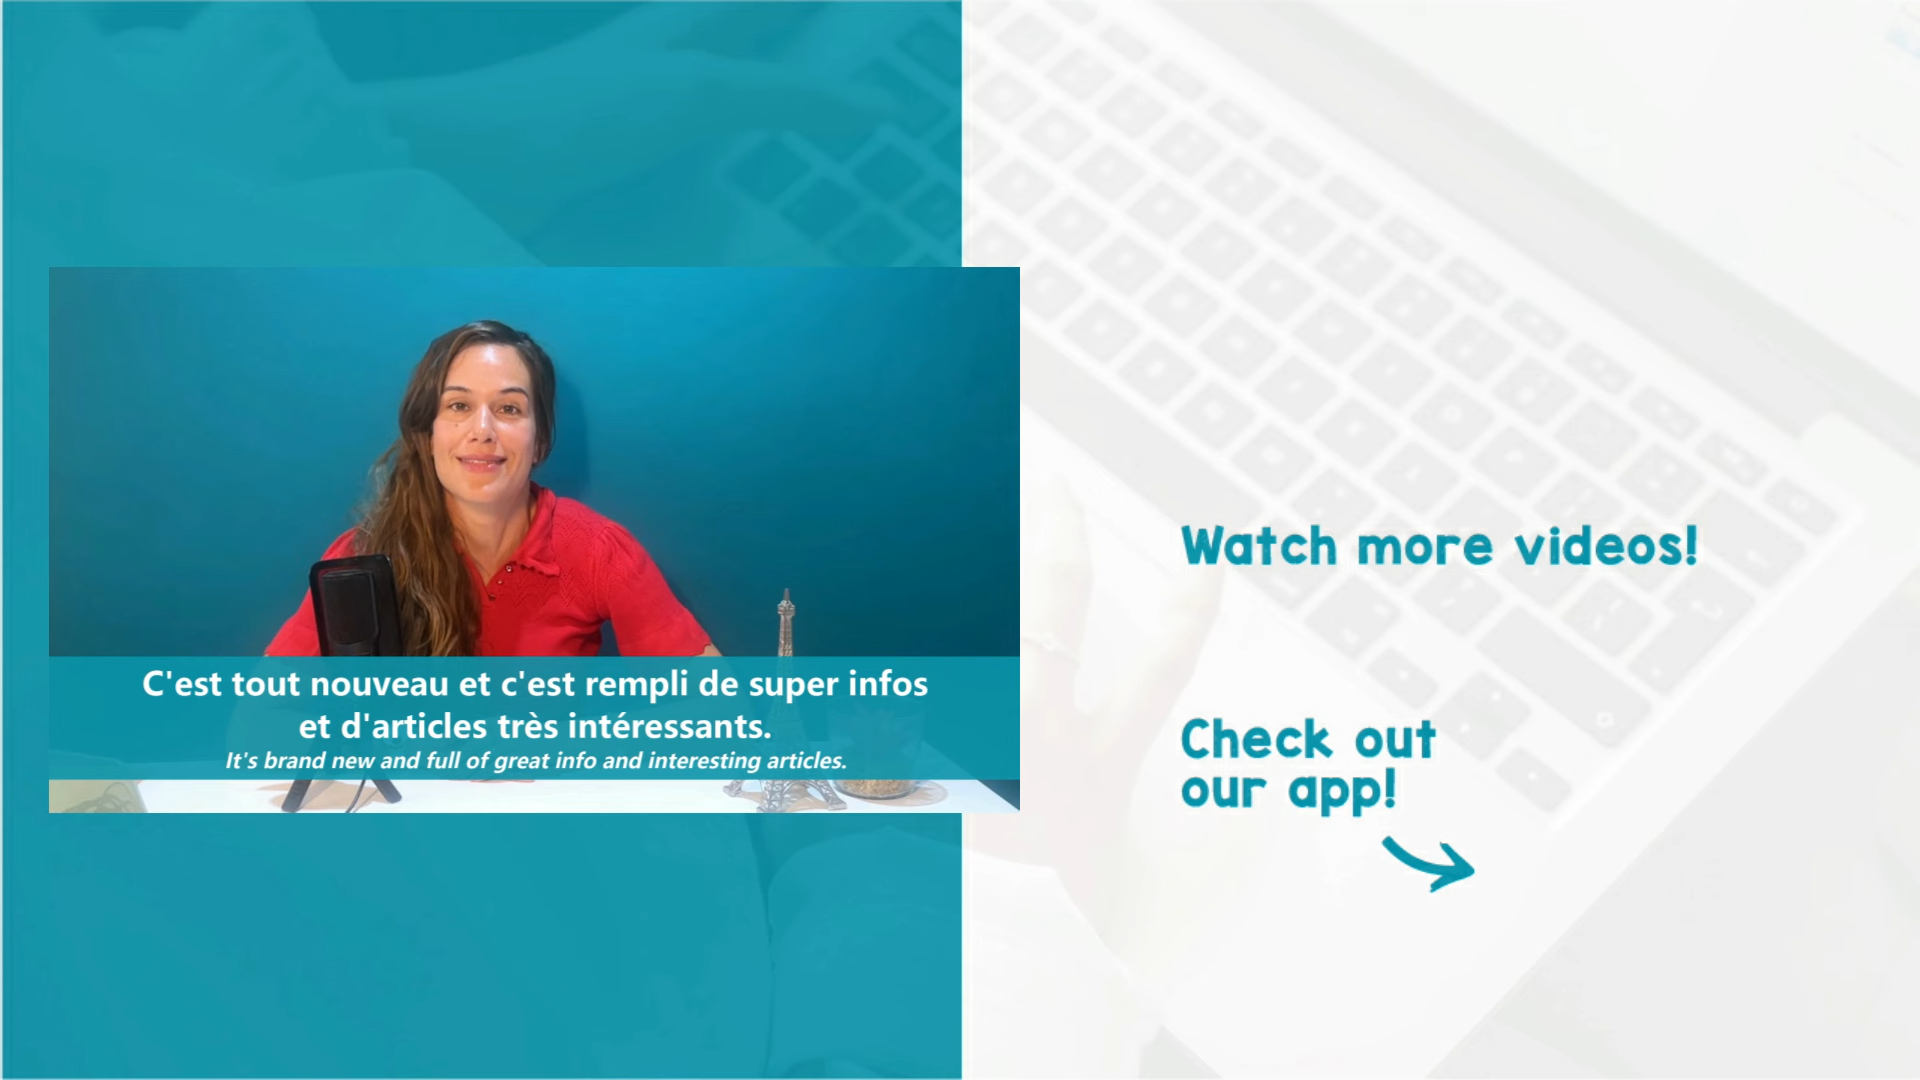 C'est tout nouveau et c'est rempli de super infos
et d'articles très intéressants.
It's brand new and full of great info and interesting articles.
Watch more videos!
Check out
our app!